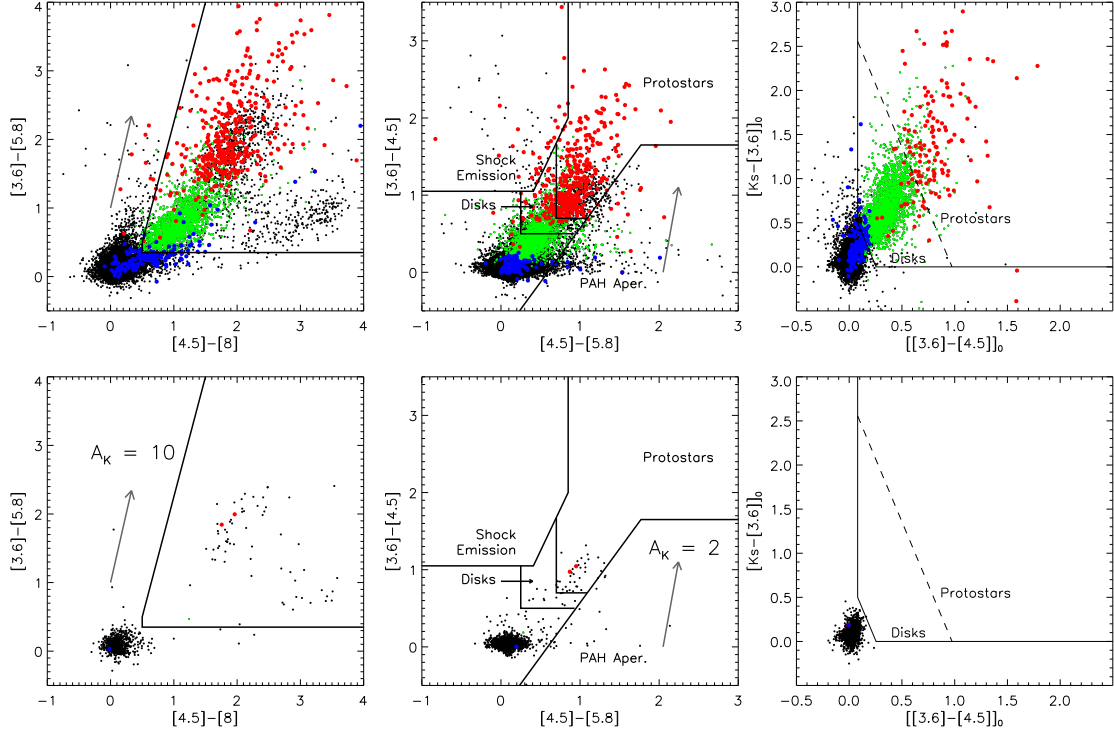 4
3
2
1
0
[3.6]−[5.8]
−1 0 1 2 3 4
[4.5]−[8]
3
2
1
0
[3.6]−[4.5]
Protostars
Shock
Emission
Disks
PAH Aper.
−1 0 1 2 3
[4.5]−[5.8]
3.0
2.5
2.0
1.5
1.0
0.5
0.0
[Ks−[3.6]]₀
Protostars
Disks
−0.5 0.0 0.5 1.0 1.5 2.0
[[3.6]−[4.5]]₀
4
3
2
1
0
[3.6]−[5.8]
A_K = 10
−1 0 1 2 3 4
[4.5]−[8]
3
2
1
0
[3.6]−[4.5]
Protostars
Shock
Emission
A_K = 2
Disks
PAH Aper.
−1 0 1 2 3
[4.5]−[5.8]
3.0
2.5
2.0
1.5
1.0
0.5
0.0
[Ks−[3.6]]₀
Protostars
Disks
−0.5 0.0 0.5 1.0 1.5 2.0
[[3.6]−[4.5]]₀